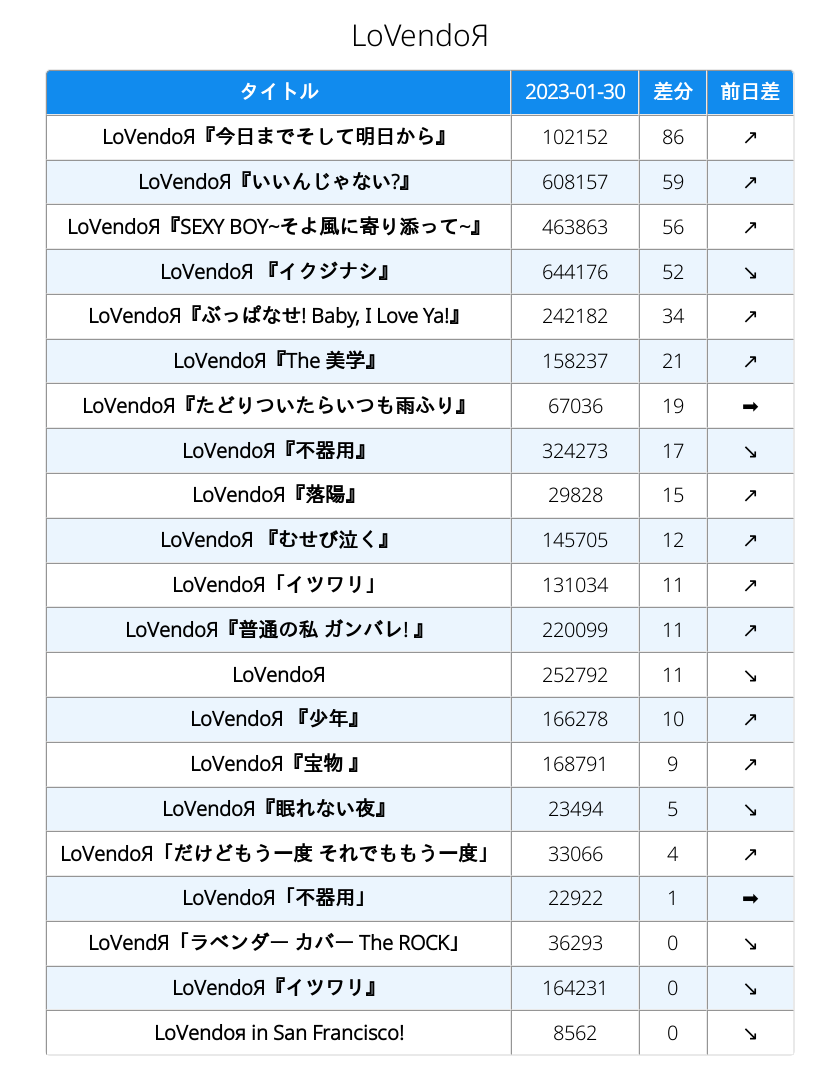 LoVendoЯ
タイトル 2023-01-30 差分 前日差
LoVendoЯ『今日までそして明日から』 102152 86 ↗
LoVendoЯ『いいんじゃない?』 608157 59 ↗
LoVendoЯ『SEXY BOY~そよ風に寄り添って~』 463863 56 ↗
LoVendoЯ 『イクジナシ』 644176 52 ↘
LoVendoЯ『ぶっぱなせ! Baby, I Love Ya!』 242182 34 ↗
LoVendoЯ『The 美学』 158237 21 ↗
LoVendoЯ『たどりついたらいつも雨ふり』 67036 19 ➡
LoVendoЯ『不器用』 324273 17 ↘
LoVendoЯ『落陽』 29828 15 ↗
LoVendoЯ 『むせび泣く』 145705 12 ↗
LoVendoЯ「イツワリ」 131034 11 ↗
LoVendoЯ『普通の私 ガンバレ! 』 220099 11 ↗
LoVendoЯ 252792 11 ↘
LoVendoЯ 『少年』 166278 10 ↗
LoVendoЯ『宝物 』 168791 9 ↗
LoVendoЯ『眠れない夜』 23494 5 ↘
LoVendoЯ「だけどもう一度 それでももう一度」 33066 4 ↗
LoVendoЯ「不器用」 22922 1 ➡
LoVendЯ「ラベンダー カバー The ROCK」 36293 0 ↘
LoVendoЯ『イツワリ』 164231 0 ↘
LoVendoя in San Francisco! 8562 0 ↘